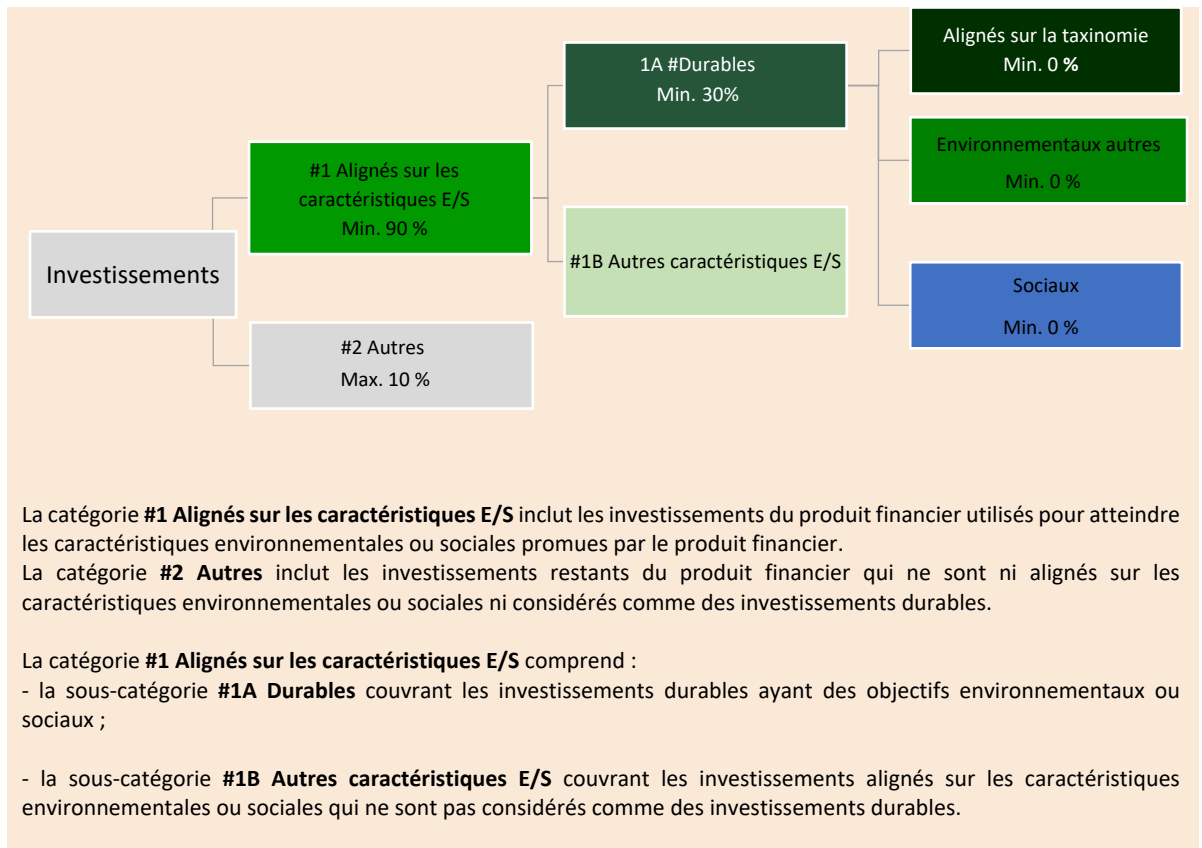 Alignés sur la taxinomie
Min. 0 %
1A #Durables
Min. 30%
Environnementaux autres
Min. 0 %
#1 Alignés sur les
caractéristiques E/S
Min. 90 %
#1B Autres caractéristiques E/S
Investissements
Sociaux
Min. 0 %
#2 Autres
Max. 10 %
La catégorie #1 Alignés sur les caractéristiques E/S inclut les investissements du produit financier utilisés pour atteindre
les caractéristiques environnementales ou sociales promues par le produit financier.
La catégorie #2 Autres inclut les investissements restants du produit financier qui ne sont ni alignés sur les
caractéristiques environnementales ou sociales ni considérés comme des investissements durables.
La catégorie #1 Alignés sur les caractéristiques E/S comprend :
- la sous-catégorie #1A Durables couvrant les investissements durables ayant des objectifs environnementaux ou
sociaux ;
- la sous-catégorie #1B Autres caractéristiques E/S couvrant les investissements alignés sur les caractéristiques
environnementales ou sociales qui ne sont pas considérés comme des investissements durables.